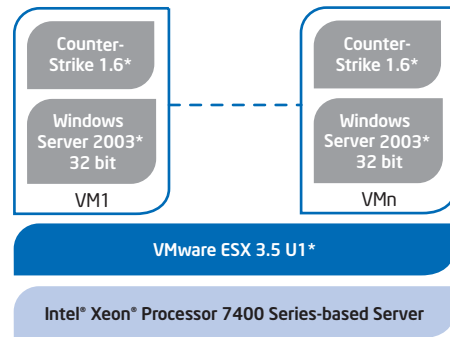 Counter-
Strike 1.6*
Windows
Server 2003*
32 bit
VM1
Counter-
Strike 1.6*
Windows
Server 2003*
32 bit
VMn
VMware ESX 3.5 U1*
Intel® Xeon® Processor 7400 Series-based Server